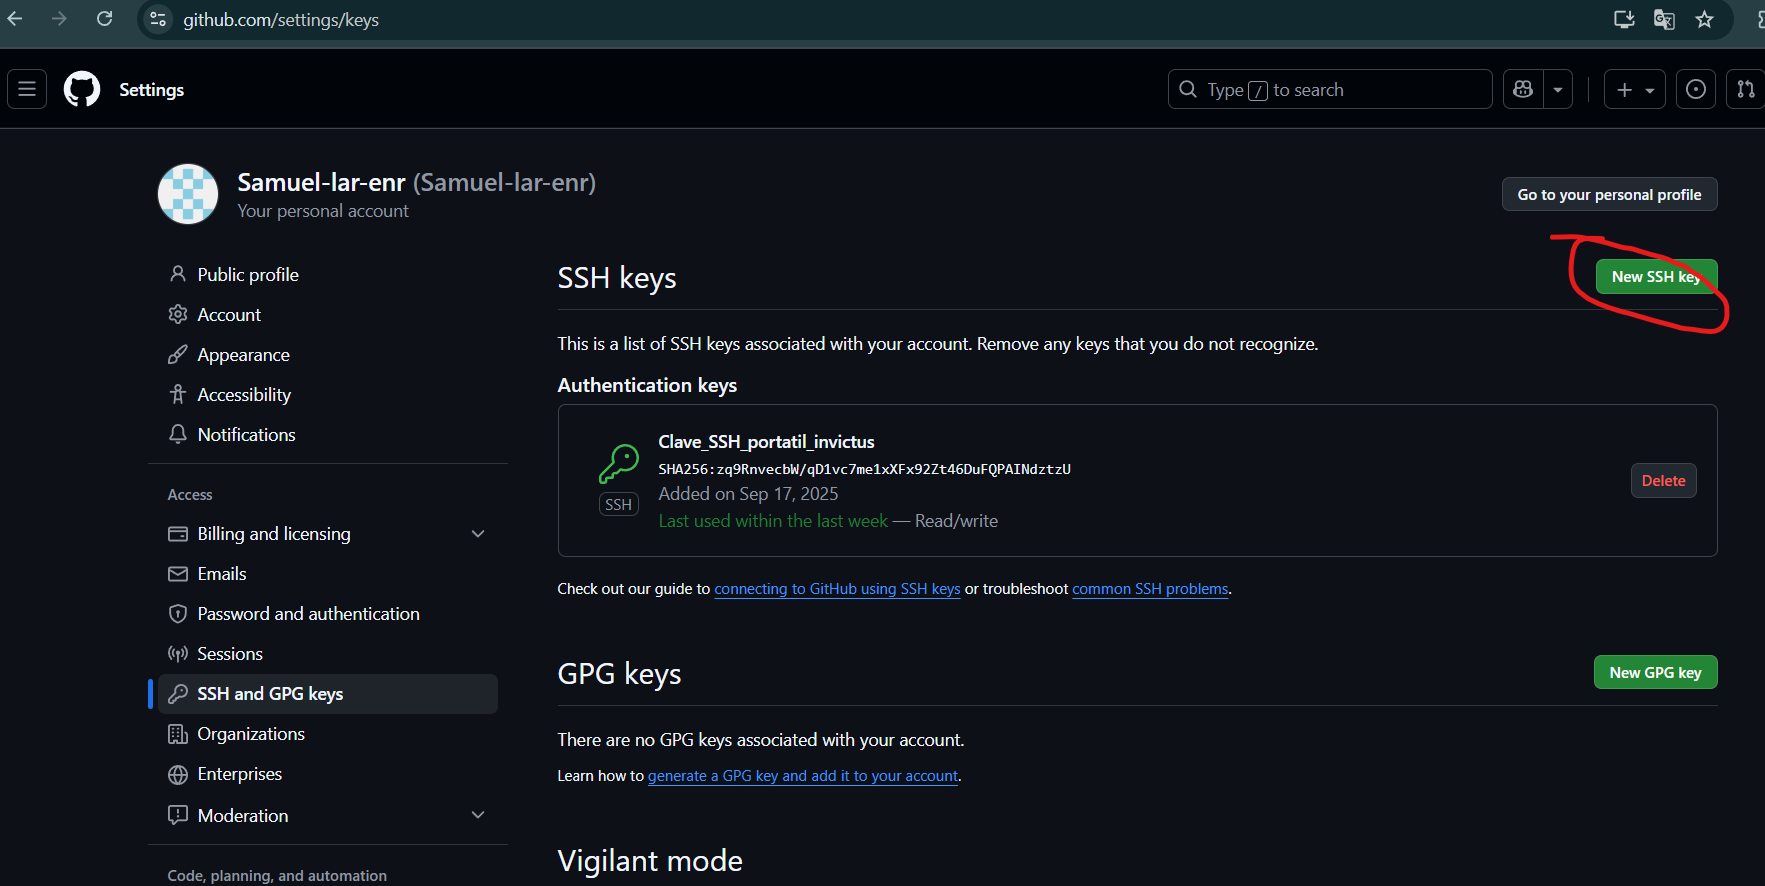 github.com/settings/keys
Settings
Type / to search
Samuel-lar-enr (Samuel-lar-enr)
Your personal account
Go to your personal profile
Public profile
Account
Appearance
Accessibility
Notifications
Access
Billing and licensing
Emails
Password and authentication
Sessions
SSH and GPG keys
Organizations
Enterprises
Moderation
Code, planning, and automation
SSH keys
New SSH key
This is a list of SSH keys associated with your account. Remove any keys that you do not recognize.
Authentication keys
Clave_SSH_portatil_invictus
SHA256:zq9RnvecbW/qD1vc7me1xXFx92Zt46DuFQPAINdztzU
SSH
Added on Sep 17, 2025
Last used within the last week — Read/write
Delete
Check out our guide to connecting to GitHub using SSH keys or troubleshoot common SSH problems.
GPG keys
New GPG key
There are no GPG keys associated with your account.
Learn how to generate a GPG key and add it to your account.
Vigilant mode